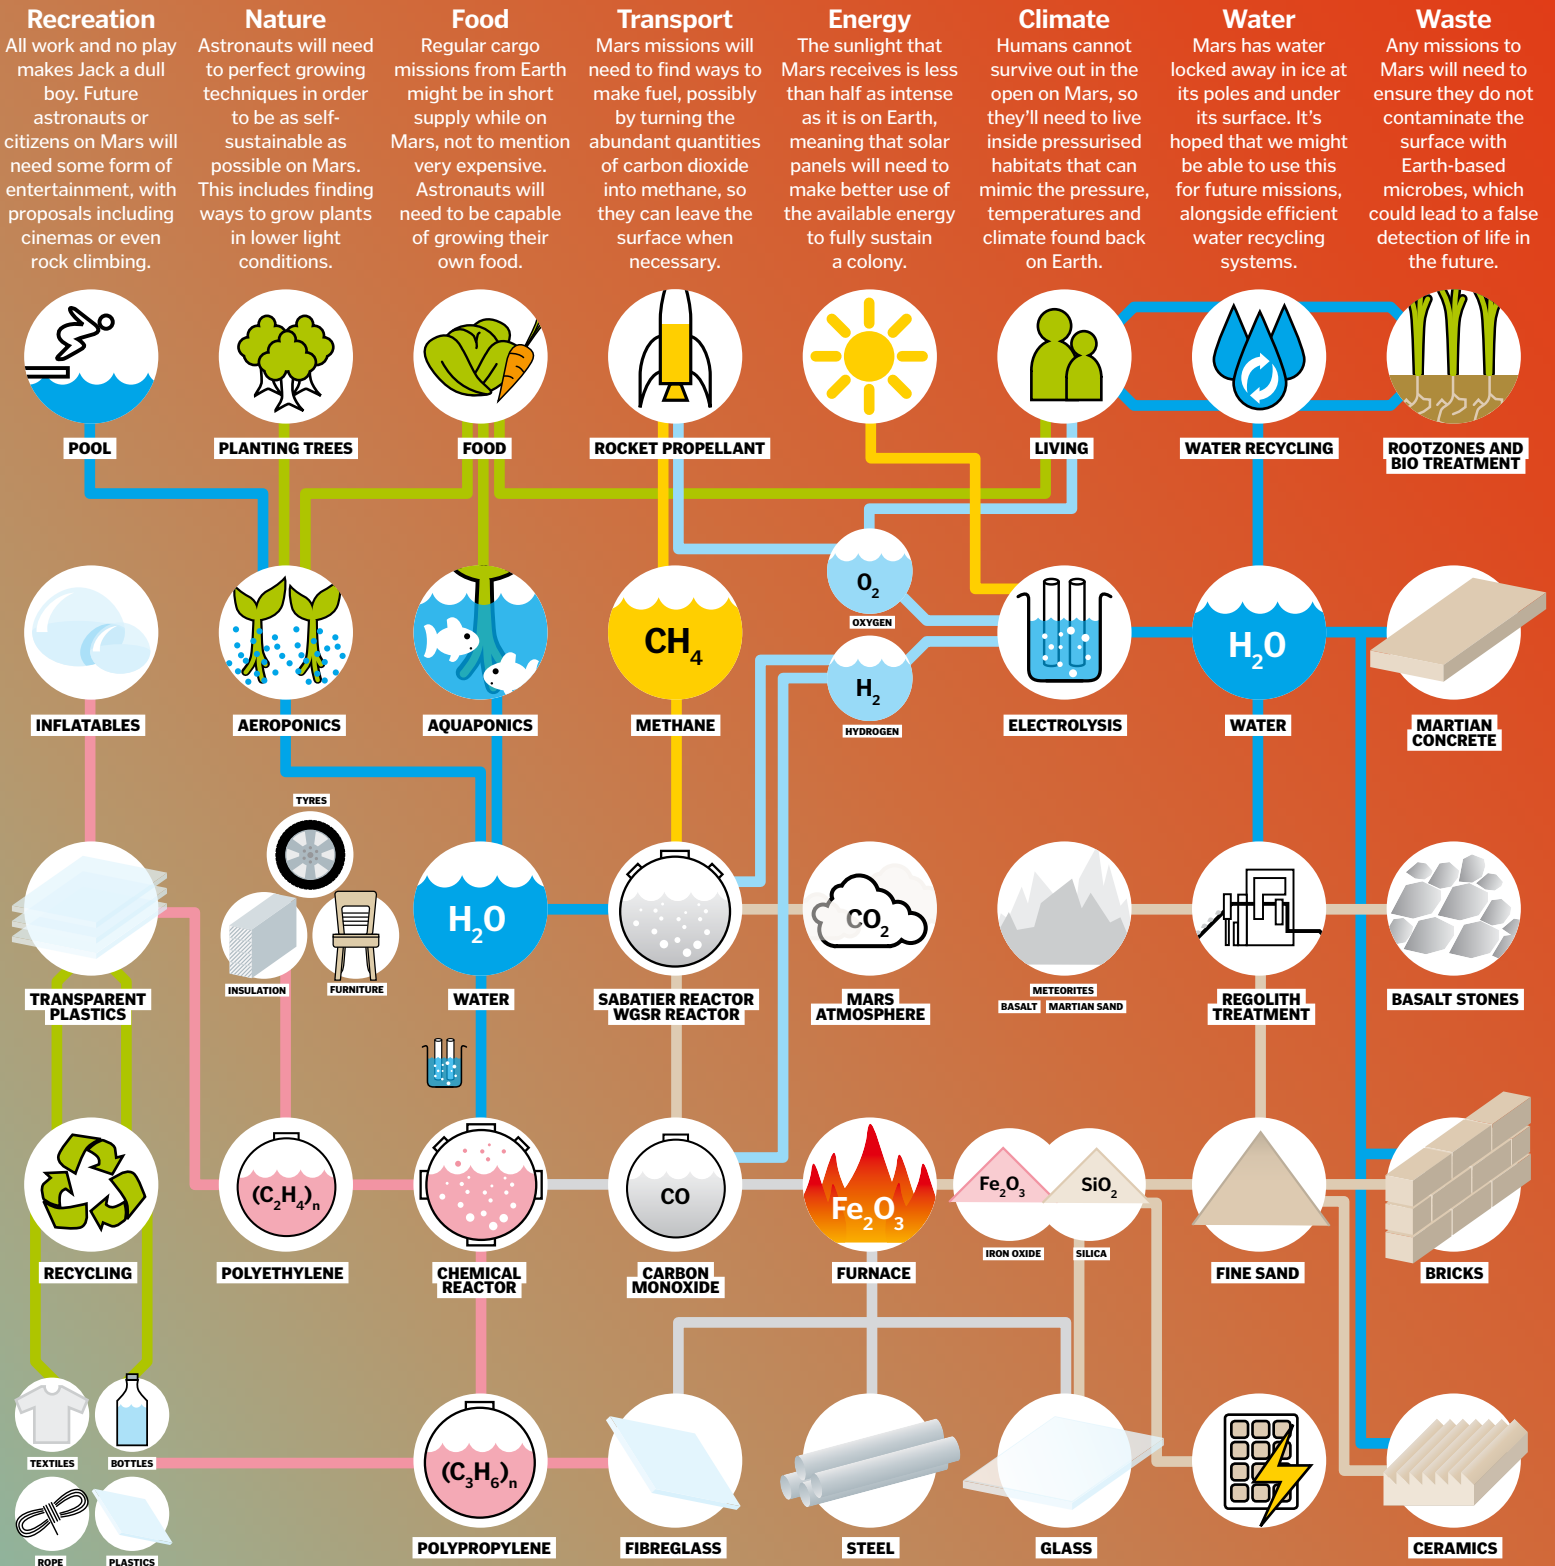 Recreation
All work and no play
makes Jack a dull
boy. Future
astronauts or
citizens on Mars will
need some form of
entertainment, with
proposals including
cinemas or even
rock climbing.
Nature
Astronauts will need
to perfect growing
techniques in order
to be as self-
sustainable as
possible on Mars.
This includes finding
ways to grow plants
in lower light
conditions.
Food
Regular cargo
missions from Earth
might be in short
supply while on
Mars, not to mention
very expensive.
Astronauts will
need to be capable
of growing their
own food.
Transport
Mars missions will
need to find ways to
make fuel, possibly
by turning the
abundant quantities
of carbon dioxide
into methane, so
they can leave the
surface when
necessary.
Energy
The sunlight that
Mars receives is less
than half as intense
as it is on Earth,
meaning that solar
panels will need to
make better use of
the available energy
to fully sustain
a colony.
Climate
Humans cannot
survive out in the
open on Mars, so
they'll need to live
inside pressurised
habitats that can
mimic the pressure,
temperatures and
climate found back
on Earth.
Water
Mars has water
locked away in ice at
its poles and under
its surface. It's
hoped that we might
be able to use this
for future missions,
alongside efficient
water recycling
systems.
Waste
Any missions to
Mars will need to
ensure they do not
contaminate the
surface with
Earth-based
microbes, which
could lead to a false
detection of life in
the future.
POOL
PLANTING TREES
FOOD
ROCKET PROPELLANT
LIVING
WATER RECYCLING
ROOTZONES AND
BIO TREATMENT
O2
OXYGEN
CH4
H2O
H2
HYDROGEN
INFLATABLES
AEROPONICS
AQUAPONICS
METHANE
ELECTROLYSIS
WATER
MARTIAN
CONCRETE
TYRES
H2O
CO2
INSULATION
FURNITURE
TRANSPARENT
PLASTICS
WATER
SABATIER REACTOR
WGSR REACTOR
MARS
ATMOSPHERE
METEORITES
BASALT
MARTIAN SAND
REGOLITH
TREATMENT
BASALT STONES
(C2H4)n
CO
Fe2O3
Fe2O3
SiO2
IRON OXIDE
SILICA
RECYCLING
POLYETHYLENE
CHEMICAL
REACTOR
CARBON
MONOXIDE
FURNACE
FINE SAND
BRICKS
TEXTILES
BOTTLES
(C3H6)n
ROPE
PLASTICS
POLYPROPYLENE
FIBREGLASS
STEEL
GLASS
CERAMICS